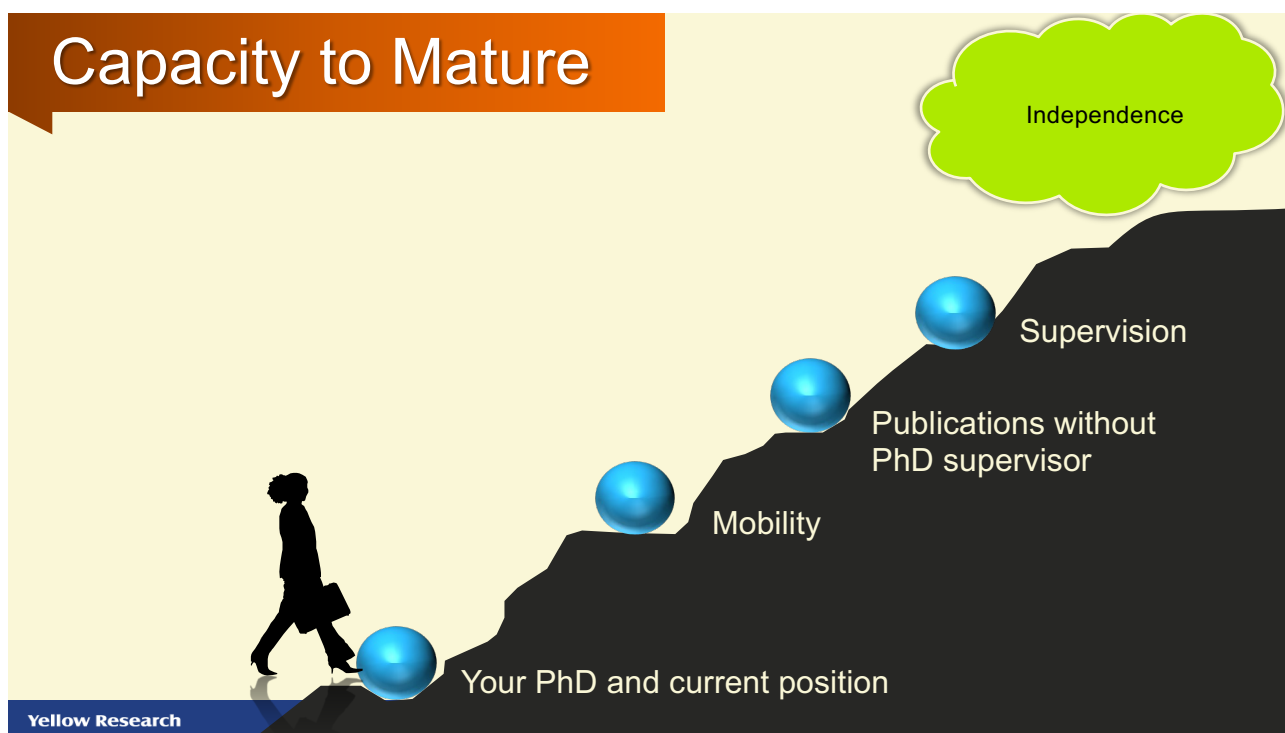 Capacity to Mature
Independence
Supervision
Publications without
PhD supervisor
Mobility
Your PhD and current position
Yellow Research